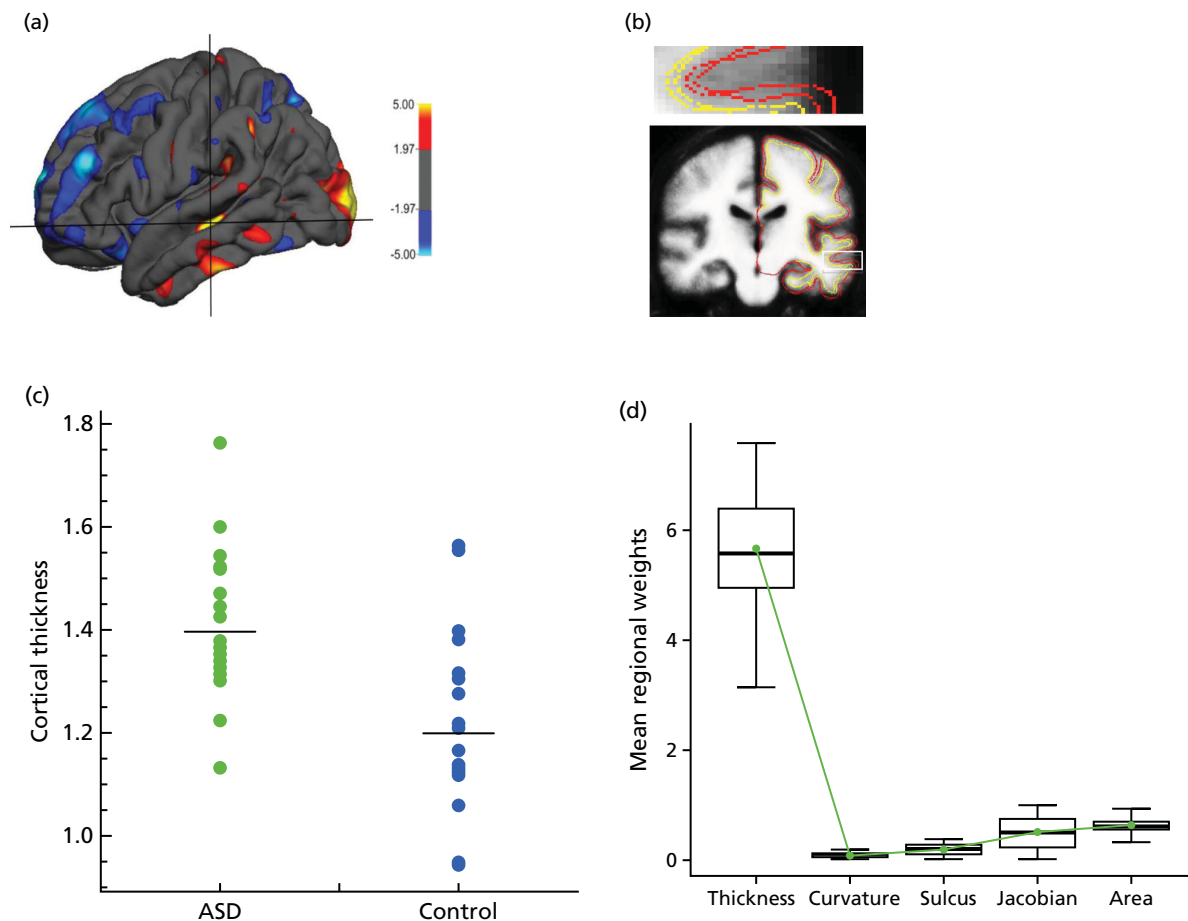 (a)
5.00
1.97
-1.97
-5.00
(b)
(c)
Cortical thickness
1.8
1.6
1.4
1.2
1.0
ASD
Control
(d)
Mean regional weights
6
4
2
0
Thickness
Curvature
Sulcus
Jacobian
Area